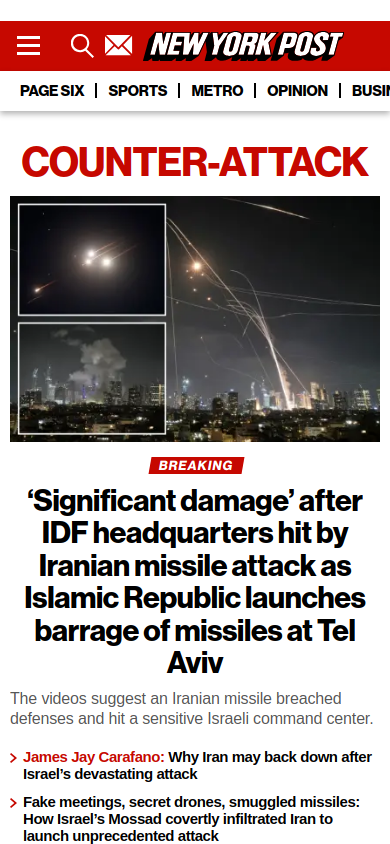 NEW YORK POST
PAGE SIX
SPORTS
METRO
OPINION
BUSIN
COUNTER-ATTACK
BREAKING
‘Significant damage’ after
IDF headquarters hit by
Iranian missile attack as
Islamic Republic launches
barrage of missiles at Tel
Aviv
The videos suggest an Iranian missile breached
defenses and hit a sensitive Israeli command center.
James Jay Carafano: Why Iran may back down after
Israel’s devastating attack
Fake meetings, secret drones, smuggled missiles:
How Israel’s Mossad covertly infiltrated Iran to
launch unprecedented attack